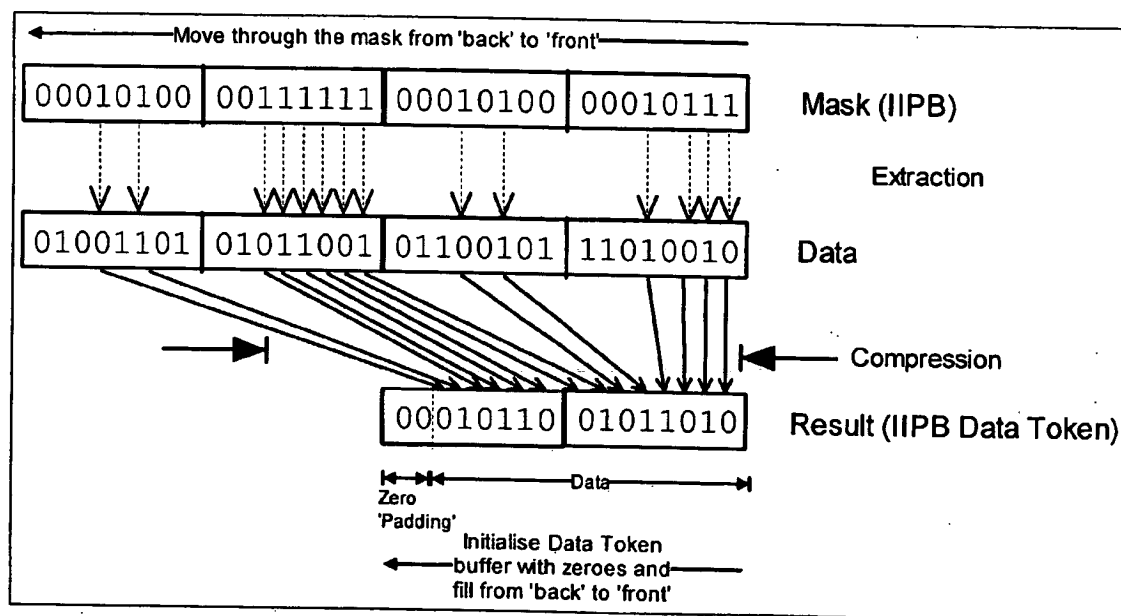 Move through the mask from 'back' to 'front'
00010100 00111111 00010100 00010111 Mask (IIPB)
Extraction
01001101 01011001 01100101 11010010 Data
Compression
00010110 01011010 Result (IIPB Data Token)
Data
Zero
'Padding'
Initialise Data Token
buffer with zeroes and
fill from 'back' to 'front'